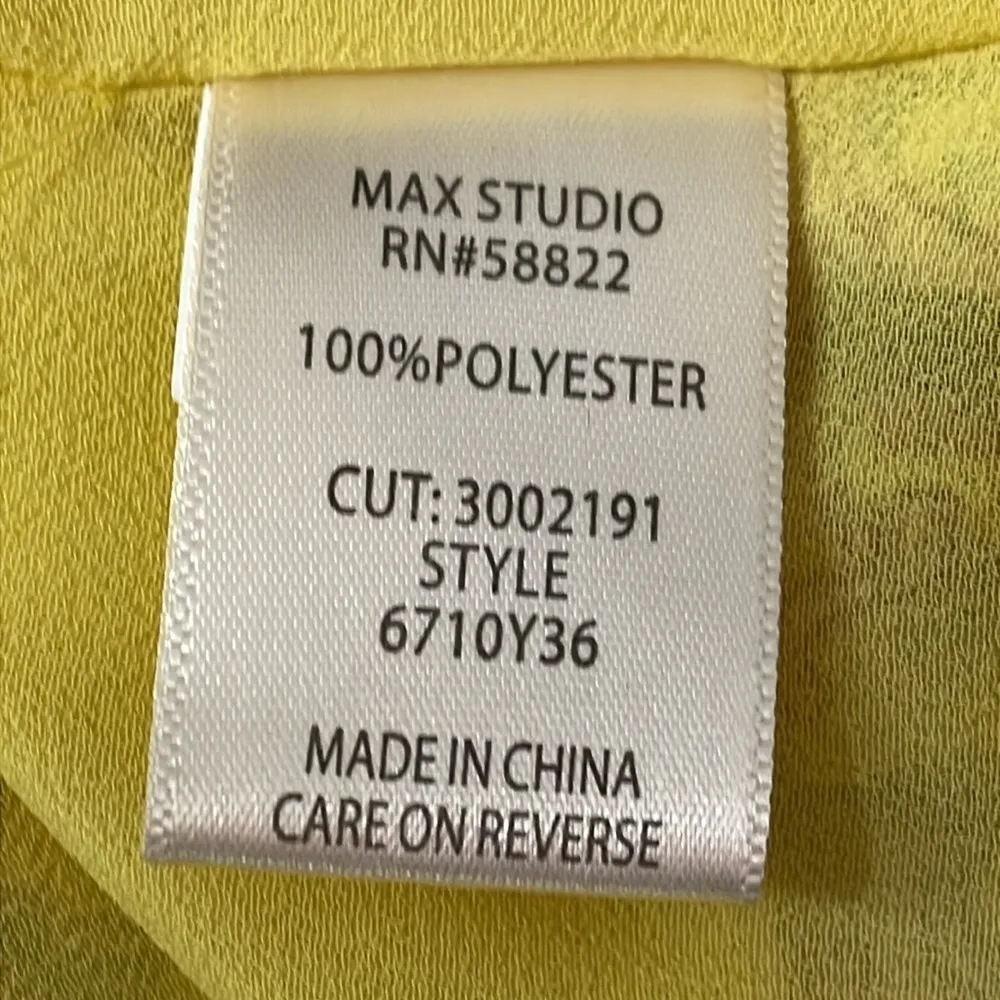 MAX STUDIO
RN#58822
100%POLYESTER
CUT: 3002191
STYLE
6710Y36
MADE IN CHINA
CARE ON REVERSE